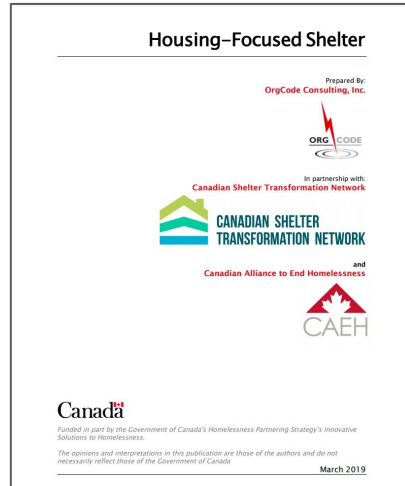 Housing-Focused Shelter
Prepared By:
OrgCode Consulting, Inc.
ORG CODE
In partnership with:
Canadian Shelter Transformation Network
CANADIAN SHELTER
TRANSFORMATION NETWORK
and
Canadian Alliance to End Homelessness
CAEH
Canada
Funded in part by the Government of Canada's Homelessness Partnering Strategy's Innovative
Solutions to Homelessness.
The opinions and interpretations in this publication are those of the authors and do not
necessarily reflect those of the Government of Canada
March 2019